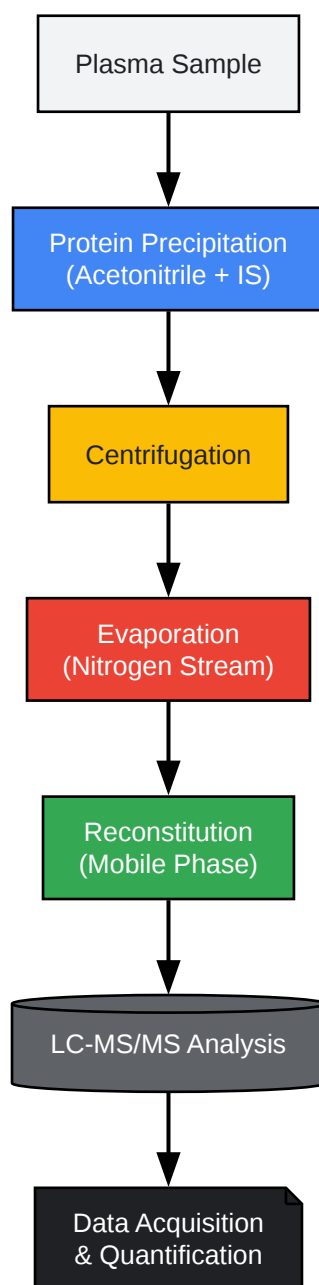 Plasma Sample
Protein Precipitation
(Acetonitrile + IS)
Centrifugation
Evaporation
(Nitrogen Stream)
Reconstitution
(Mobile Phase)
LC-MS/MS Analysis
Data Acquisition
& Quantification